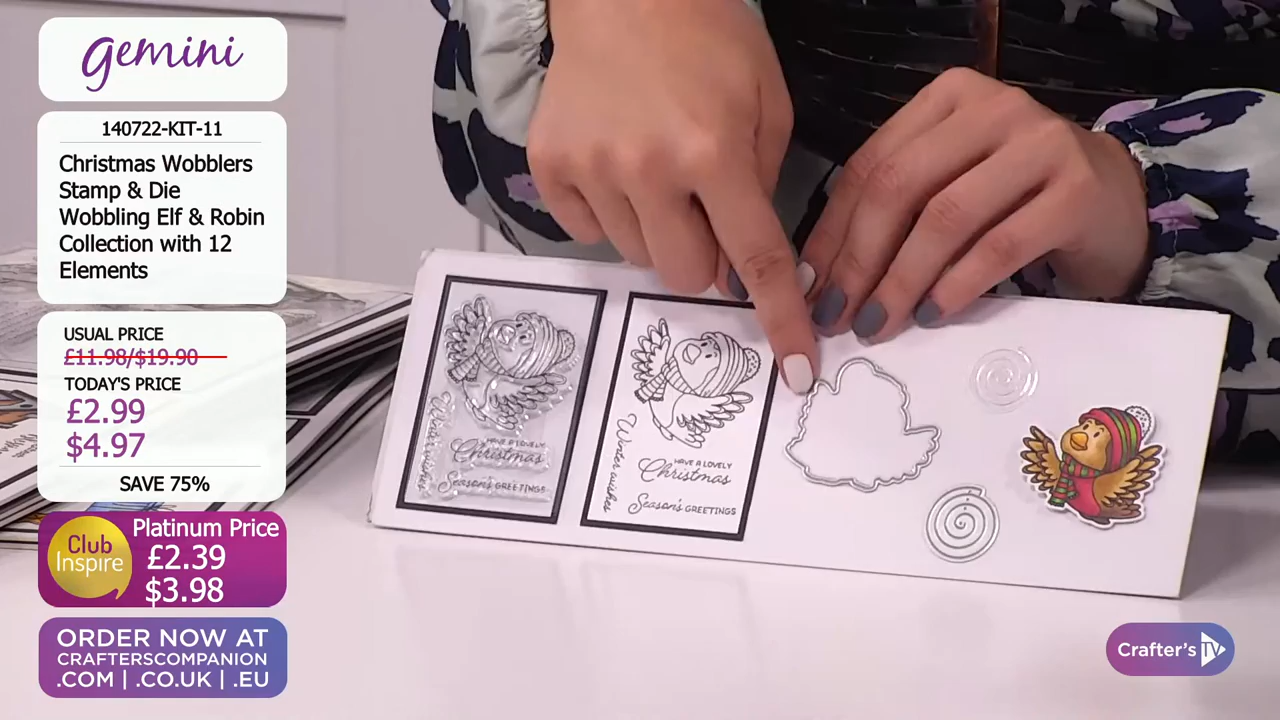 gemini
140722-KIT-11
Christmas Wobblers
Stamp & Die
Wobbling Elf & Robin
Collection with 12
Elements
USUAL PRICE
£11.98/$19.90
TODAY'S PRICE
£2.99
$4.97
SAVE 75%
Club
Inspire
Platinum Price
£2.39
$3.98
ORDER NOW AT
CRAFTERSCOMPANION
.COM | .CO.UK | .EU
Winter wishes
HAVE A LOVELY
Christmas
Season's GREETINGS
Winter wishes
HAVE A LOVELY
Christmas
Season's GREETINGS
Crafter's TV